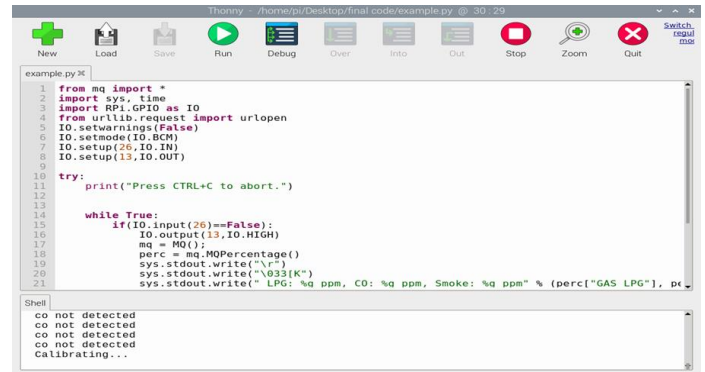 Thonny - /home/pi/Desktop/final code/example.py @ 30:29
New Load Save Run Debug Over Into Out Stop Zoom Quit
Switch
regul
mo
example.py
1 from mq import *
2 import sys, time
3 import RPi.GPIO as IO
4 from urllib.request import urlopen
5 IO.setwarnings(False)
6 IO.setmode(IO.BCM)
7 IO.setup(26,IO.IN)
8 IO.setup(13,IO.OUT)
9
10 try:
11     print("Press CTRL+C to abort.")
12
13
14     while True:
15         if(IO.input(26)==False):
16             IO.output(13,IO.HIGH)
17             mq = MQ();
18             perc = mq.MQPercentage()
19             sys.stdout.write("\r")
20             sys.stdout.write("\033[K")
21             sys.stdout.write(" LPG: %g ppm, CO: %g ppm, Smoke: %g ppm" % (perc["GAS LPG"], pe
Shell
co not detected
co not detected
co not detected
co not detected
Calibrating...